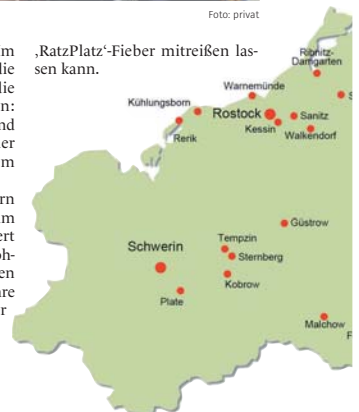 Foto: privat
‚RatzPlatz‘-Fieber mitreißen las-
sen kann.
Ribnitz-
Damgarten
Warnemünde
Kühlungsborn
Rostock
Sanitz
Kessin
Rerik
Walkendorf
Güstrow
Tempzin
Schwerin
Sternberg
Kobrow
Plate
Malchow